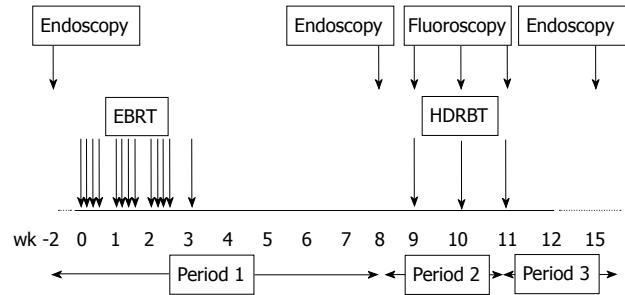 Endoscopy Endoscopy Fluoroscopy Endoscopy
EBRT HDRBT
wk -2 0 1 2 3 4 5 6 7 8 9 10 11 12 15
Period 1 Period 2 Period 3